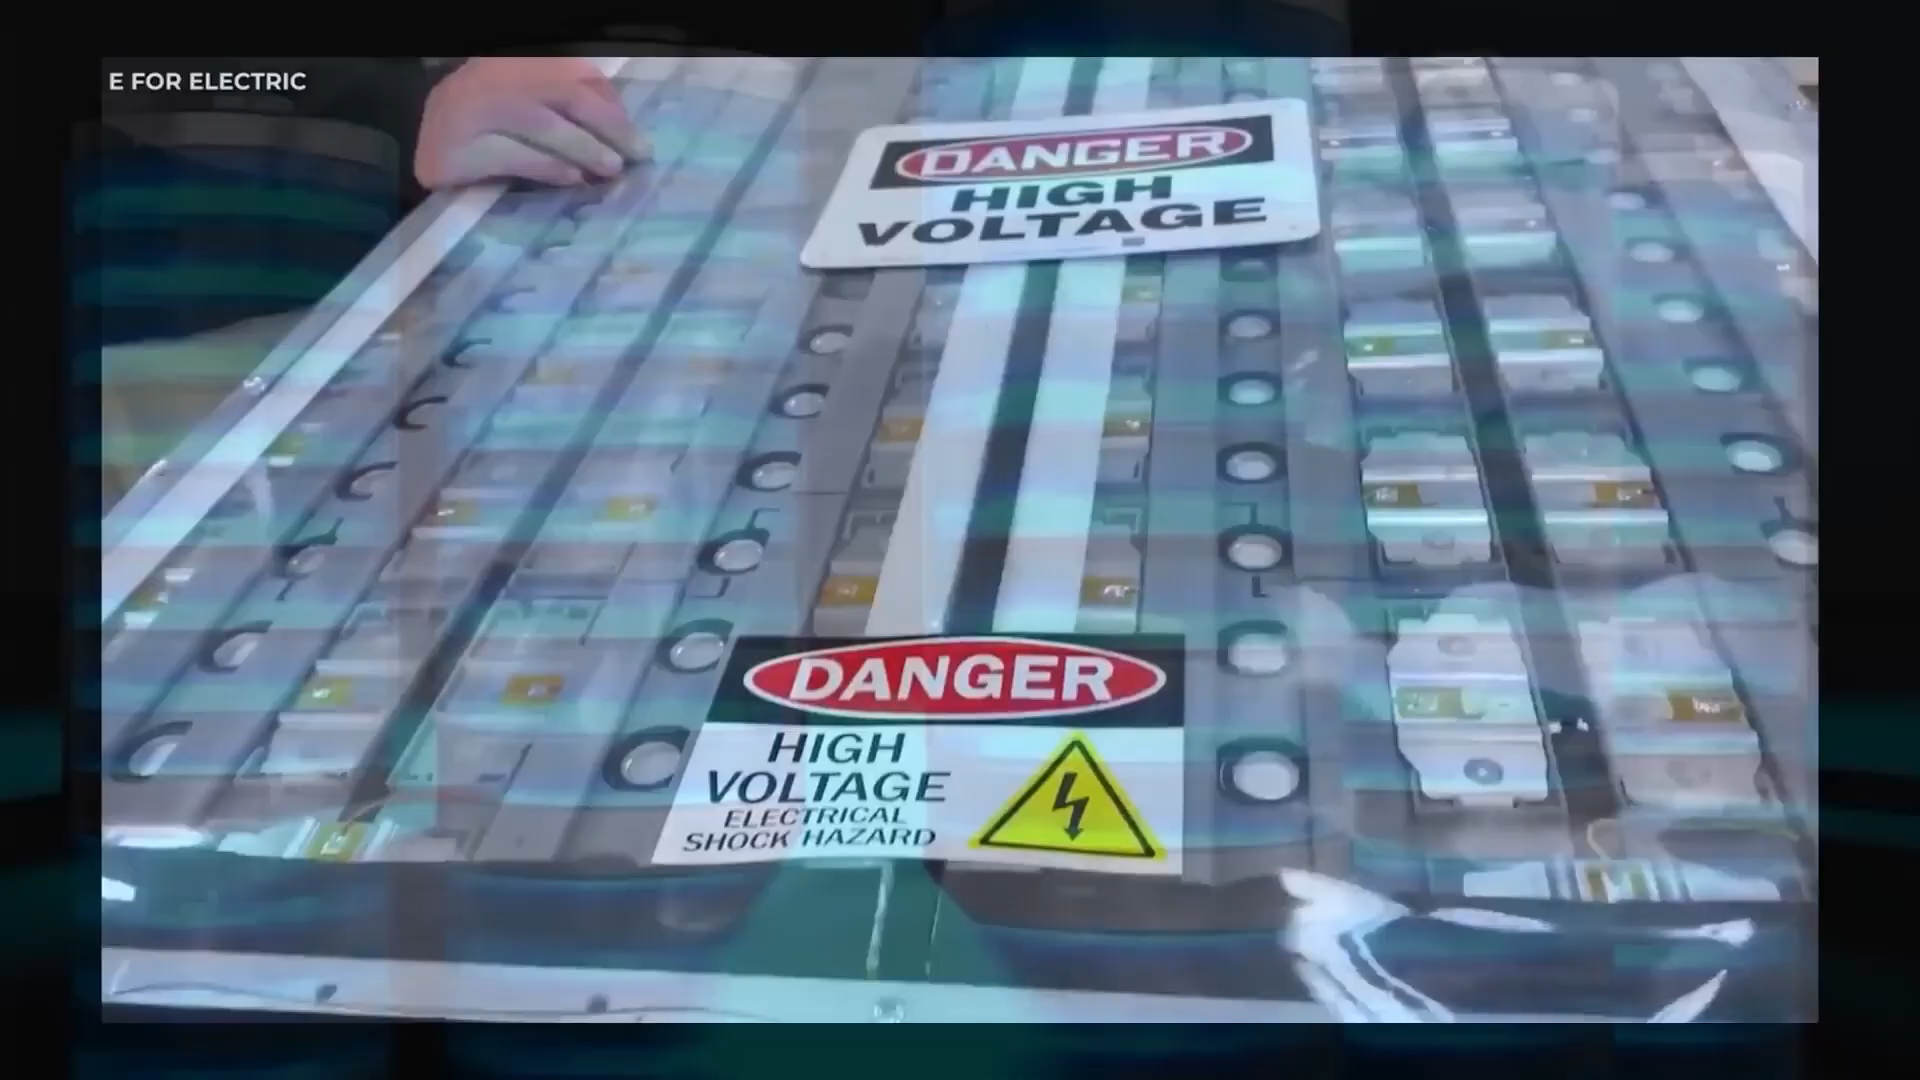 E FOR ELECTRIC
DANGER
HIGH
VOLTAGE
DANGER
HIGH
VOLTAGE
ELECTRICAL
SHOCK HAZARD